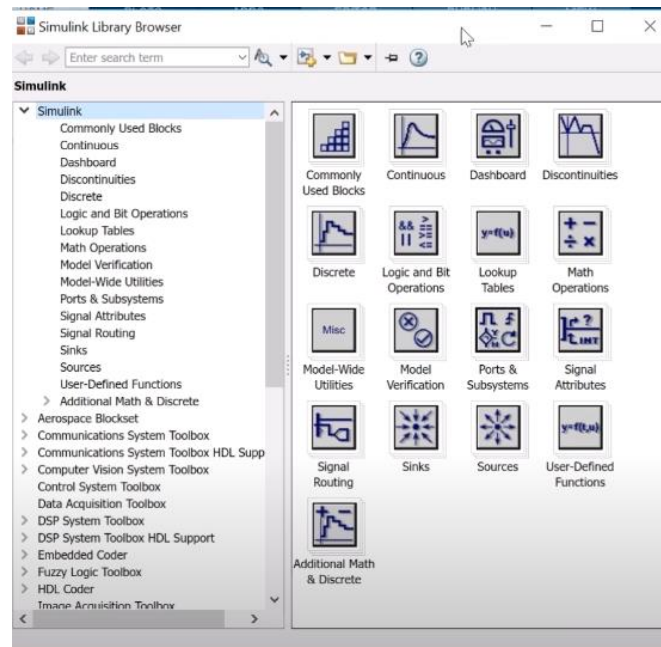 Simulink Library Browser
Enter search term
Simulink
Simulink
Commonly Used Blocks
Continuous
Dashboard
Discontinuities
Discrete
Logic and Bit Operations
Lookup Tables
Math Operations
Model Verification
Model-Wide Utilities
Ports & Subsystems
Signal Attributes
Signal Routing
Sinks
Sources
User-Defined Functions
Additional Math & Discrete
Aerospace Blockset
Communications System Toolbox
Communications System Toolbox HDL Supp
Computer Vision System Toolbox
Control System Toolbox
Data Acquisition Toolbox
DSP System Toolbox
DSP System Toolbox HDL Support
Embedded Coder
Fuzzy Logic Toolbox
HDL Coder
Image Acquisition Toolbox
Commonly
Used Blocks
Continuous
Dashboard
Discontinuities
&& ||
> >= <=
y=f(u)
+ − ÷ ×
Discrete
Logic and Bit
Operations
Lookup
Tables
Math
Operations
Misc
?
INT
Model-Wide
Utilities
Model
Verification
Ports &
Subsystems
Signal
Attributes
y=f(t,u)
Signal
Routing
Sinks
Sources
User-Defined
Functions
Additional Math
& Discrete